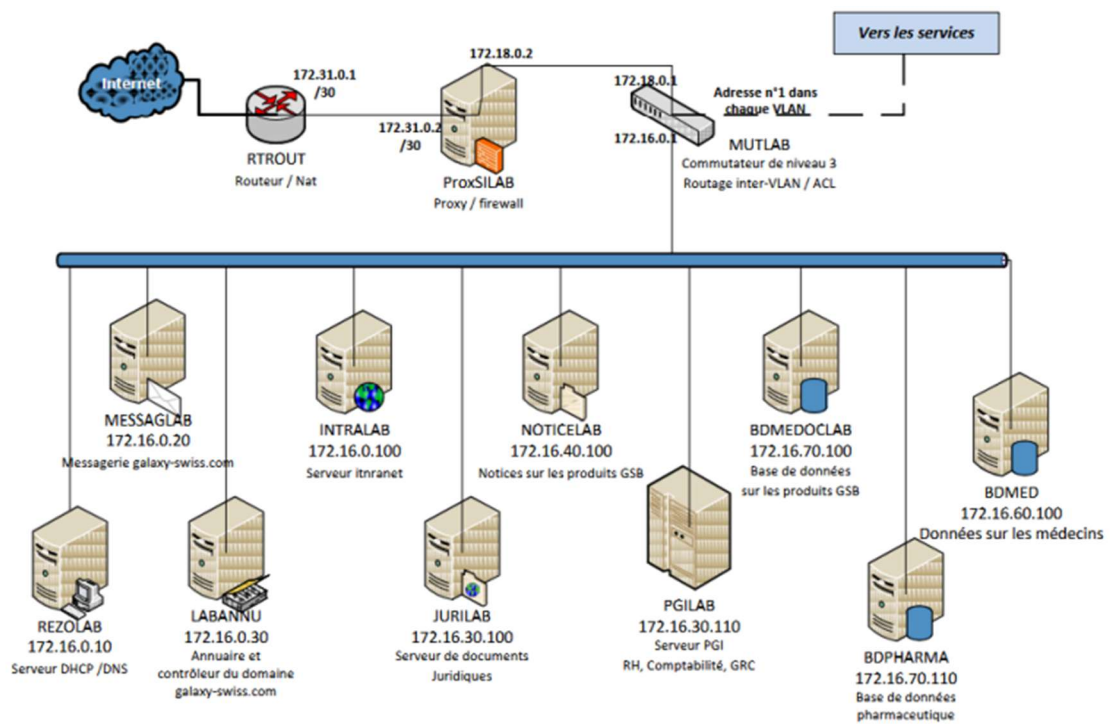 Vers les services
Internet
172.31.0.1
/30
172.31.0.2
/30
RTROUT
Routeur / Nat
172.18.0.2
ProxSILAB
Proxy / firewall
172.18.0.1
172.16.0.1
Adresse n°1 dans
chaque VLAN
MUTLAB
Commutateur de niveau 3
Routage inter-VLAN / ACL
MESSAGLAB
172.16.0.20
Messagerie galaxy-swiss.com
INTRALAB
172.16.0.100
Serveur itnranet
NOTICELAB
172.16.40.100
Notices sur les produits GSB
BDMEDOCLAB
172.16.70.100
Base de données
sur les produits GSB
BDMED
172.16.60.100
Données sur les médecins
REZOLAB
172.16.0.10
Serveur DHCP /DNS
LABANNU
172.16.0.30
Annuaire et
contrôleur du domaine
galaxy-swiss.com
JURILAB
172.16.30.100
Serveur de documents
Juridiques
PGILAB
172.16.30.110
Serveur PGI
RH, Comptabilité, GRC
BDPHARMA
172.16.70.110
Base de données
pharmaceutique